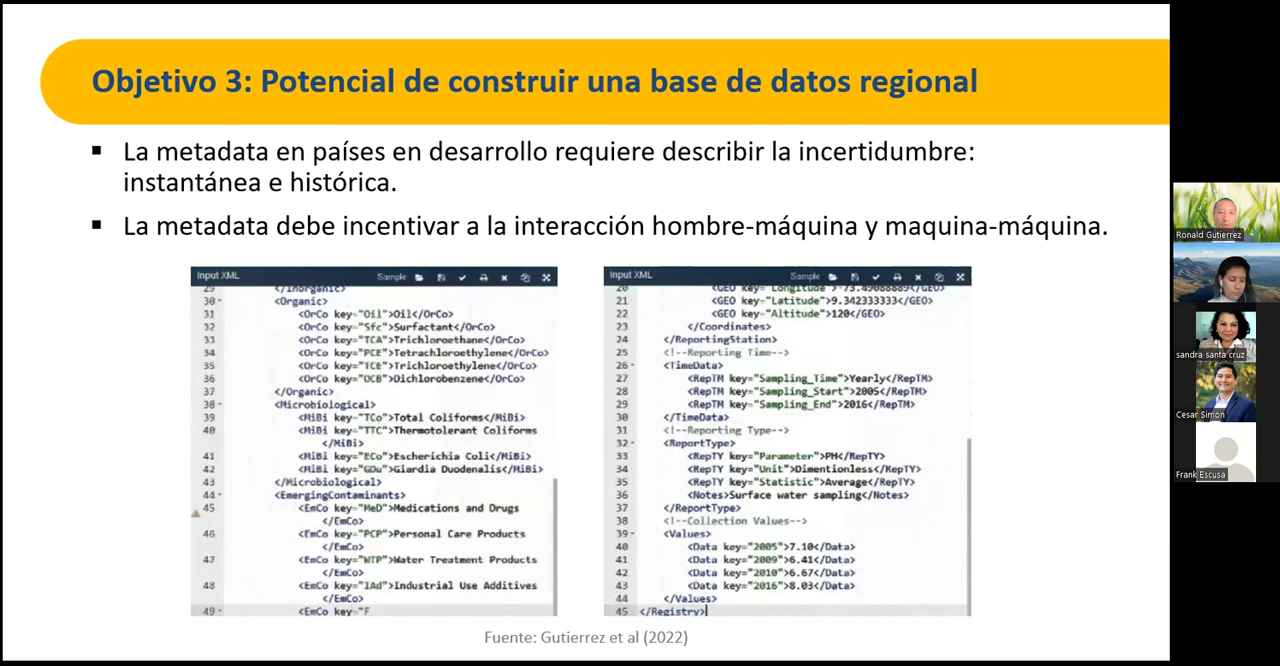 Objetivo 3: Potencial de construir una base de datos regional
▪ La metadata en países en desarrollo requiere describir la incertidumbre:
instantánea e histórica.
▪ La metadata debe incentivar a la interacción hombre-máquina y maquina-máquina.
Input XML Sample
29 </Inorganic>
30 <Organic>
31 <OrCo key="Oil">Oil</OrCo>
32 <OrCo key="Sfc">Surfactant</OrCo>
33 <OrCo key="TCA">Trichloroethane</OrCo>
34 <OrCo key="PCE">Tetrachloroethylene</OrCo>
35 <OrCo key="TCE">Trichloroethylene</OrCo>
36 <OrCo key="DCB">Dichlorobenzene</OrCo>
37 </Organic>
38 <Microbiological>
39 <MiBi key="TCo">Total Coliforms</MiBi>
40 <MiBi key="TTC">Thermotolerant Coliforms
</MiBi>
41 <MiBi key="ECo">Escherichia Coli</MiBi>
42 <MiBi key="GDu">Giardia Duodenalis</MiBi>
43 </Microbiological>
44 <EmergingContaminants>
45 <EmCo key="MeD">Medications and Drugs
</EmCo>
46 <EmCo key="PCP">Personal Care Products
</EmCo>
47 <EmCo key="WTP">Water Treatment Products
</EmCo>
48 <EmCo key="IAd">Industrial Use Additives
</EmCo>
49 <EmCo key="F
Input XML Sample
20 <GEO key="Longitude">-73.49088889</GEO>
21 <GEO key="Latitude">9.342333333</GEO>
22 <GEO key="Altitude">120</GEO>
23 </Coordinates>
24 </ReportingStation>
25 <!--Reporting Time-->
26 <TimeData>
27 <RepTM key="Sampling_Time">Yearly</RepTM>
28 <RepTM key="Sampling_Start">2005</RepTM>
29 <RepTM key="Sampling_End">2016</RepTM>
30 </TimeData>
31 <!--Reporting Type-->
32 <ReportType>
33 <RepTY key="Parameter">PH</RepTY>
34 <RepTY key="Unit">Dimentionless</RepTY>
35 <RepTY key="Statistic">Average</RepTY>
36 <Notes>Surface water sampling</Notes>
37 </ReportType>
38 <!--Collection Values-->
39 <Values>
40 <Data key="2005">7.10</Data>
41 <Data key="2009">6.41</Data>
42 <Data key="2010">6.67</Data>
43 <Data key="2016">8.03</Data>
44 </Values>
45 </Registry>
Fuente: Gutierrez et al (2022)
Ronald Gutierrez
sandra santa cruz
Cesar Simon
Frank Escusa